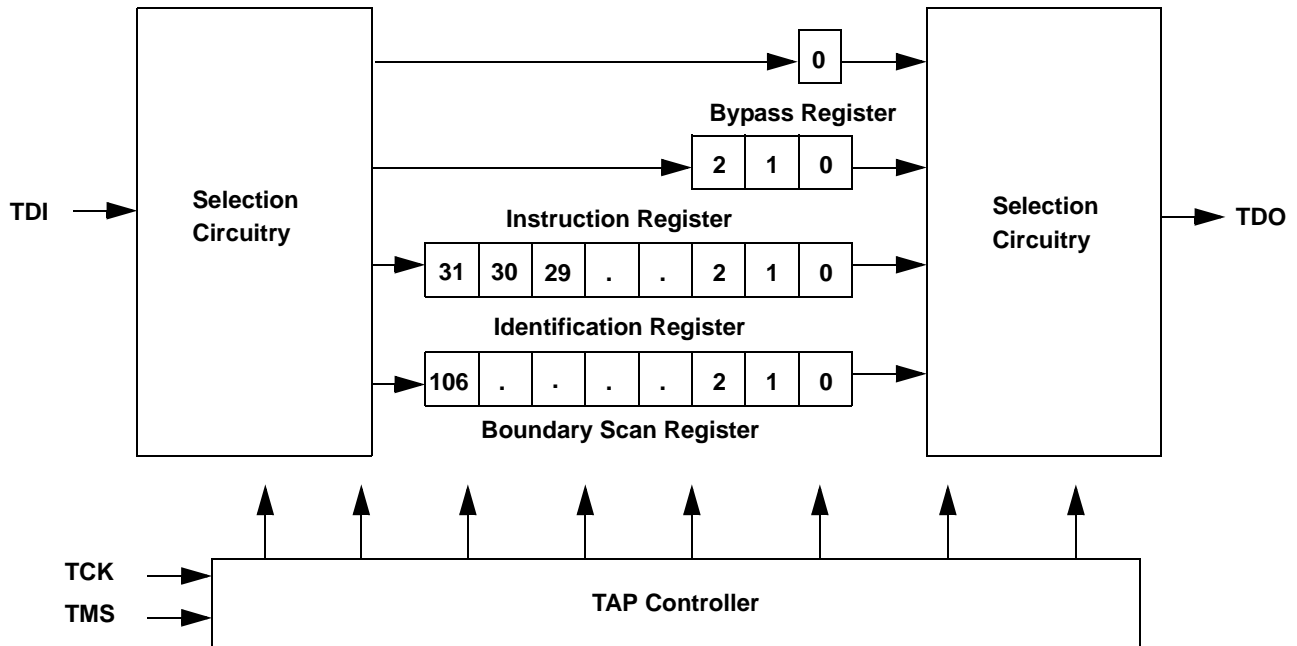 0
Bypass Register
2 1 0
TDI
Selection
Circuitry
Instruction Register
Selection
Circuitry
TDO
31 30 29 . . 2 1 0
Identification Register
106 . . . . 2 1 0
Boundary Scan Register
TCK
TMS
TAP Controller